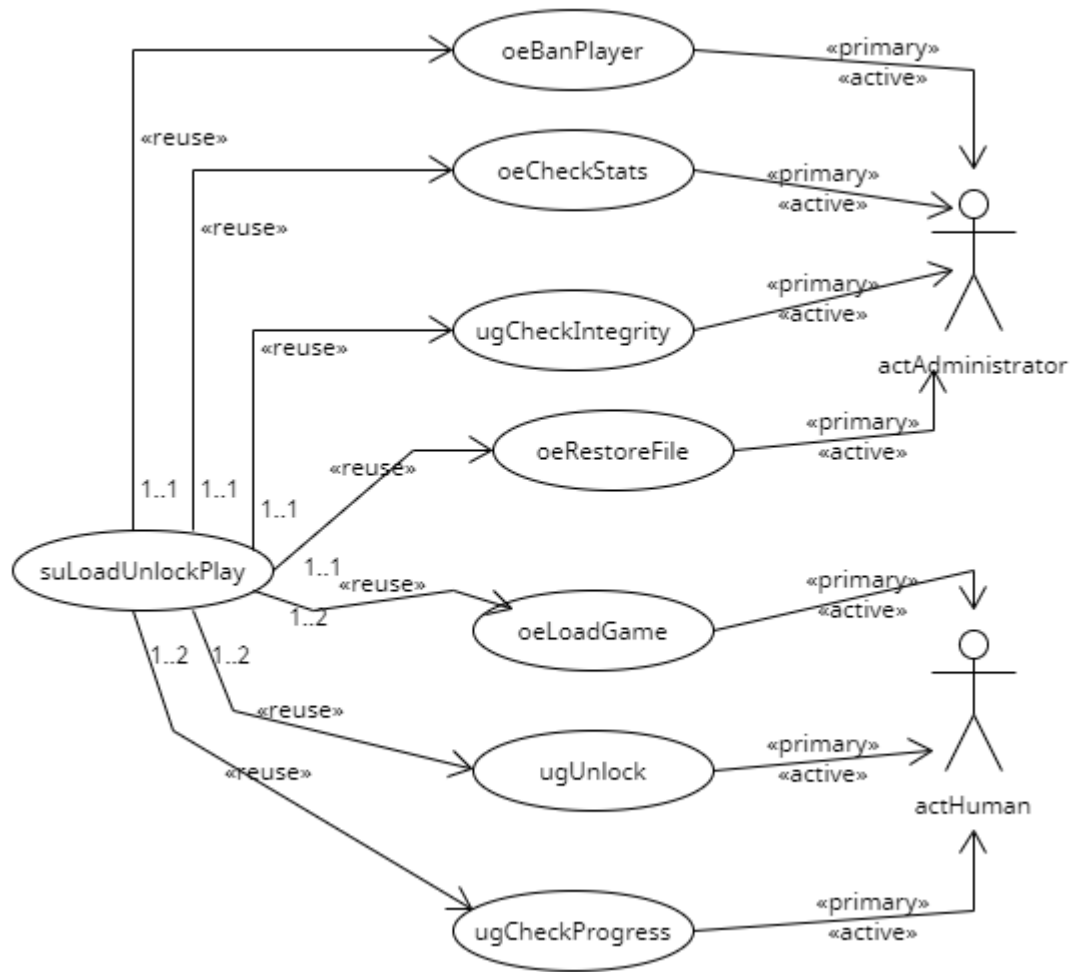 oeBanPlayer
«primary»
«active»
«reuse»
oeCheckStats
«primary»
«active»
«reuse»
«primary»
«active»
ugCheckIntegrity
«reuse»
actAdministrator
«primary»
«active»
oeRestoreFile
«reuse»
1..1
1..1
1..1
suLoadUnlockPlay
1..1
«reuse»
1..2
«primary»
«active»
oeLoadGame
1..2
1..2
«reuse»
«primary»
«active»
ugUnlock
«reuse»
actHuman
«primary»
«active»
ugCheckProgress